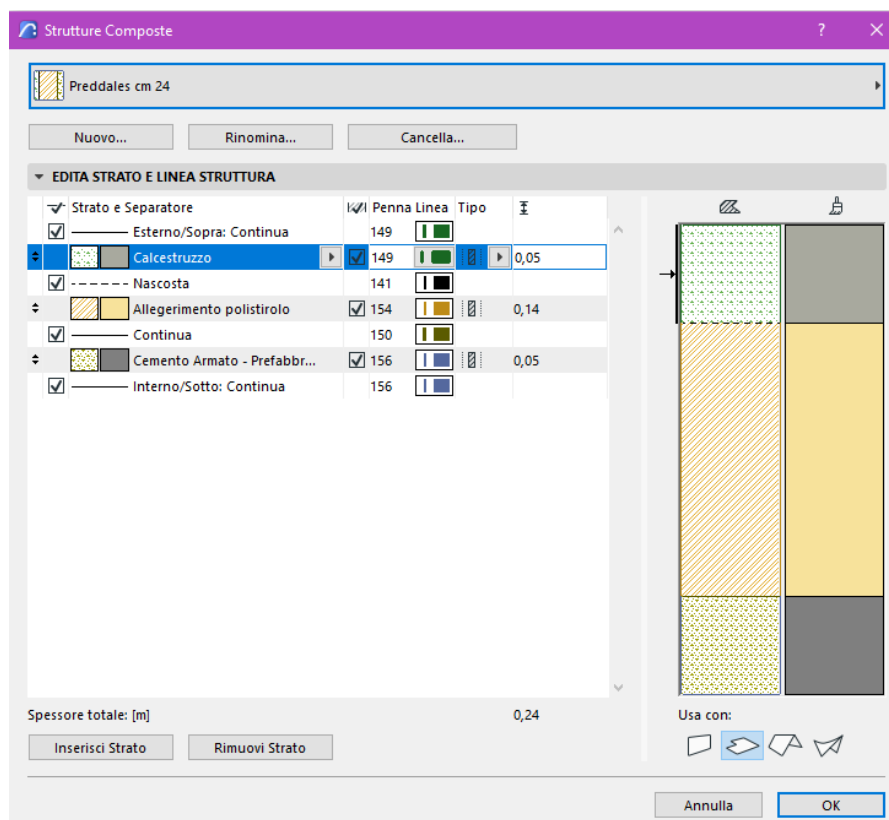 Strutture Composte ?
Preddales cm 24
Nuovo... Rinomina... Cancella...
EDITA STRATO E LINEA STRUTTURA
Strato e Separatore Penna Linea Tipo
Esterno/Sopra: Continua 149
Calcestruzzo 149 0,05
Nascosta 141
Allegerimento polistirolo 154 0,14
Continua 150
Cemento Armato - Prefabbr... 156 0,05
Interno/Sotto: Continua 156
Spessore totale: [m] 0,24
Usa con:
Inserisci Strato Rimuovi Strato
Annulla OK